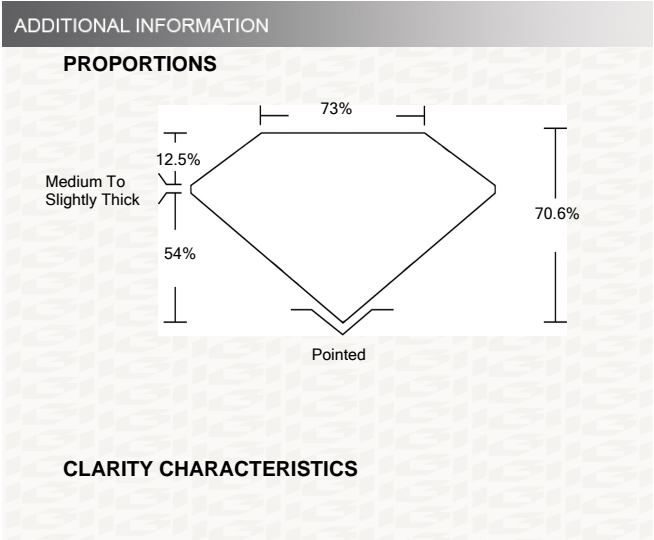 ADDITIONAL INFORMATION
PROPORTIONS
73%
12.5%
Medium To
Slightly Thick
70.6%
54%
Pointed
CLARITY CHARACTERISTICS